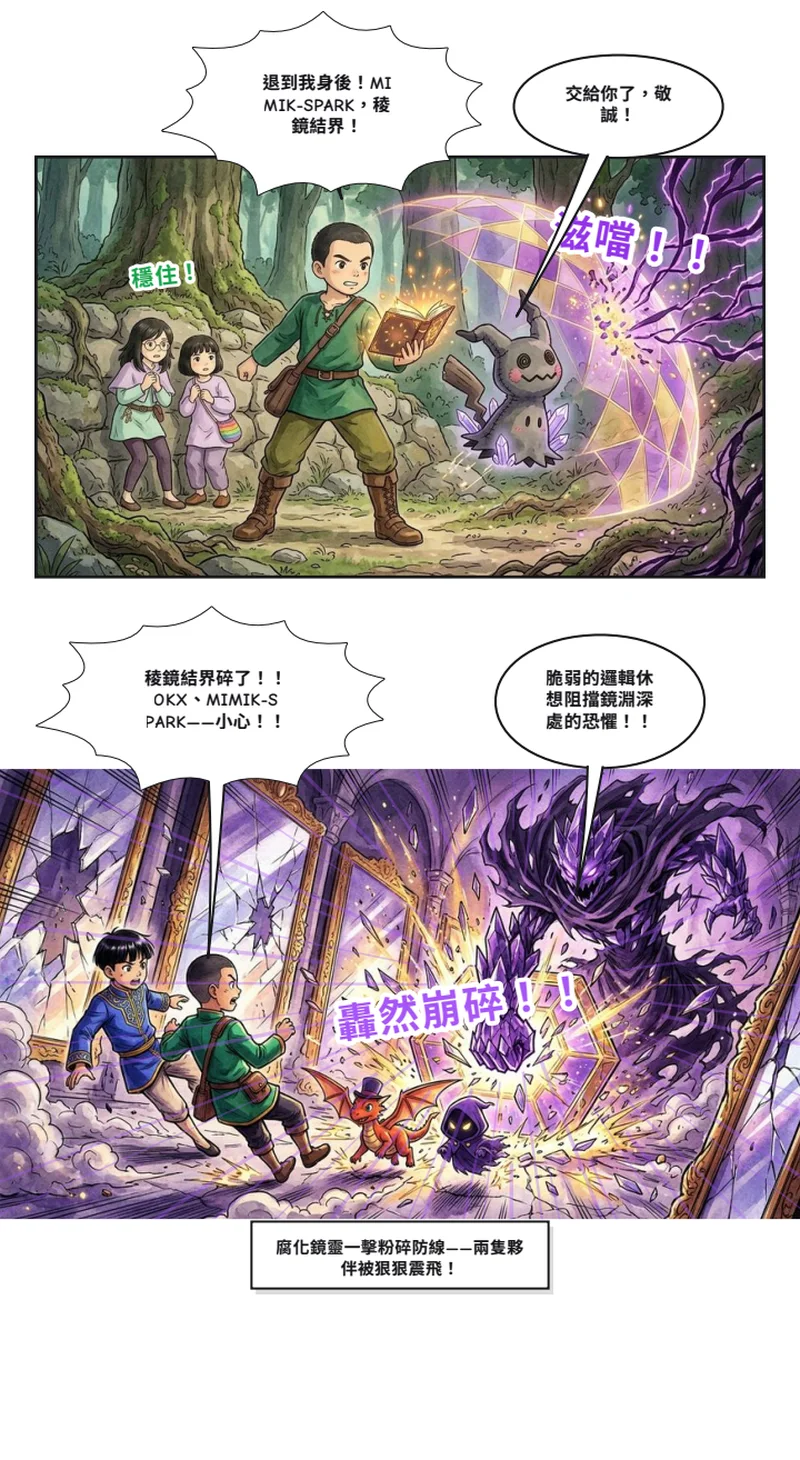 退到我身後！MI
MIK-SPARK，稜
鏡結界！
交給你了，敬
誠！
穩住！
滋噹！！
稜鏡結界碎了！！
OKX、MIMIK-S
PARK——小心！！
脆弱的邏輯休
想阻擋鏡淵深
處的恐懼！！
轟然崩碎！！
腐化鏡靈一擊粉碎防線——兩隻夥
伴被狠狠震飛！